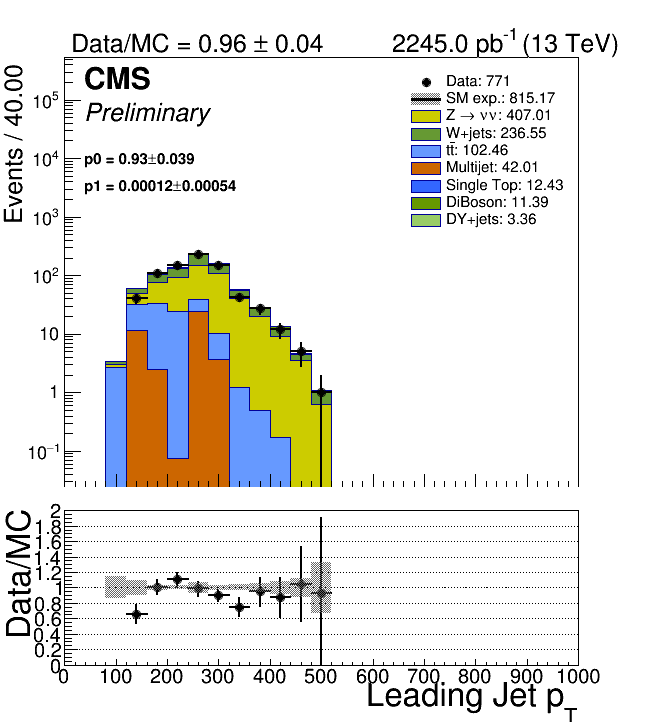 Data/MC = 0.96 ± 0.04 2245.0 pb⁻¹ (13 TeV)
CMS
Preliminary
p0 = 0.93±0.039
p1 = 0.00012±0.00054
Data: 771
SM exp.: 815.17
Z → νν: 407.01
W+jets: 236.55
tt̄: 102.46
Multijet: 42.01
Single Top: 12.43
DiBoson: 11.39
DY+jets: 3.36
Events / 40.00
10⁵
10⁴
10³
10²
10
1
10⁻¹
Data/MC
2
1.8
1.6
1.4
1.2
1
0.8
0.6
0.4
0.2
0
0 100 200 300 400 500 600 700 800 900 1000
Leading Jet p_T